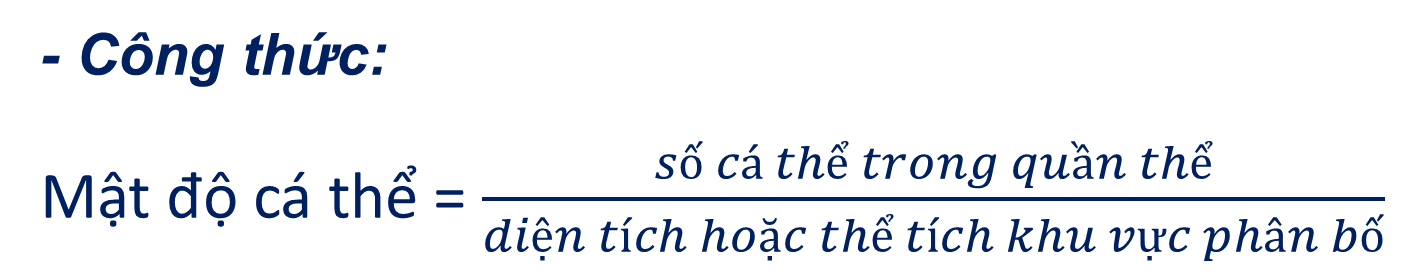 - Công thức:
số cá thể trong quần thể
Mật độ cá thể =
diện tích hoặc thể tích khu vực phân bố